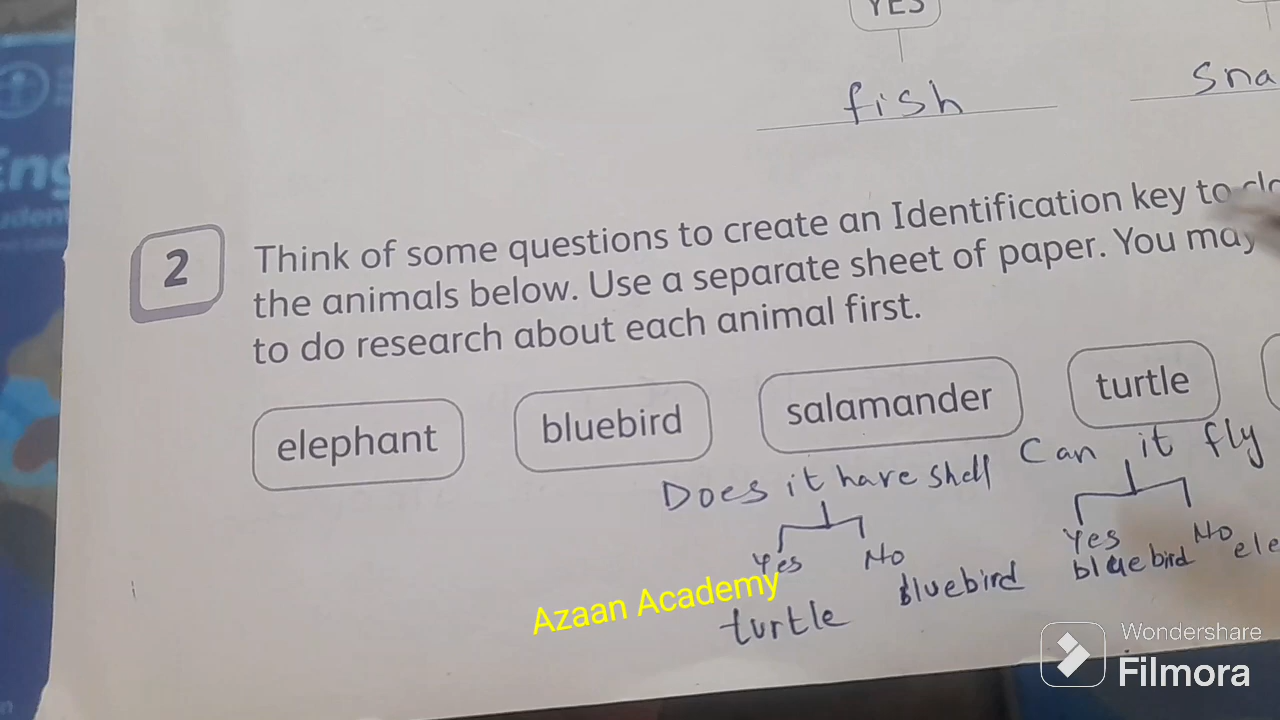 YES
fish
2
Think of some questions to create an Identification key to
the animals below. Use a separate sheet of paper. You may
to do research about each animal first.
elephant bluebird salamander turtle
Does it have shell Can it fly
Yes No Yes No
turtle bluebird bluebird ele
Azaan Academy
Wondershare
Filmora